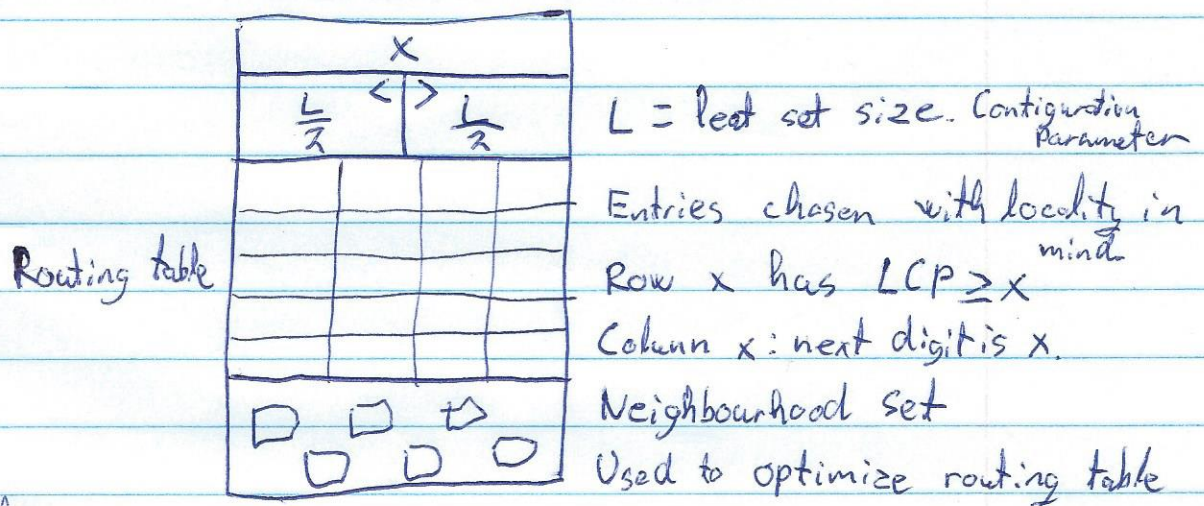 X
L/2 < > L/2 L = leaf set size. Configuration Parameter
Entries chosen with locality in mind.
Routing table
Row x has LCP ≥ x
Column x: next digit is x.
Neighbourhood set
Used to optimize routing table